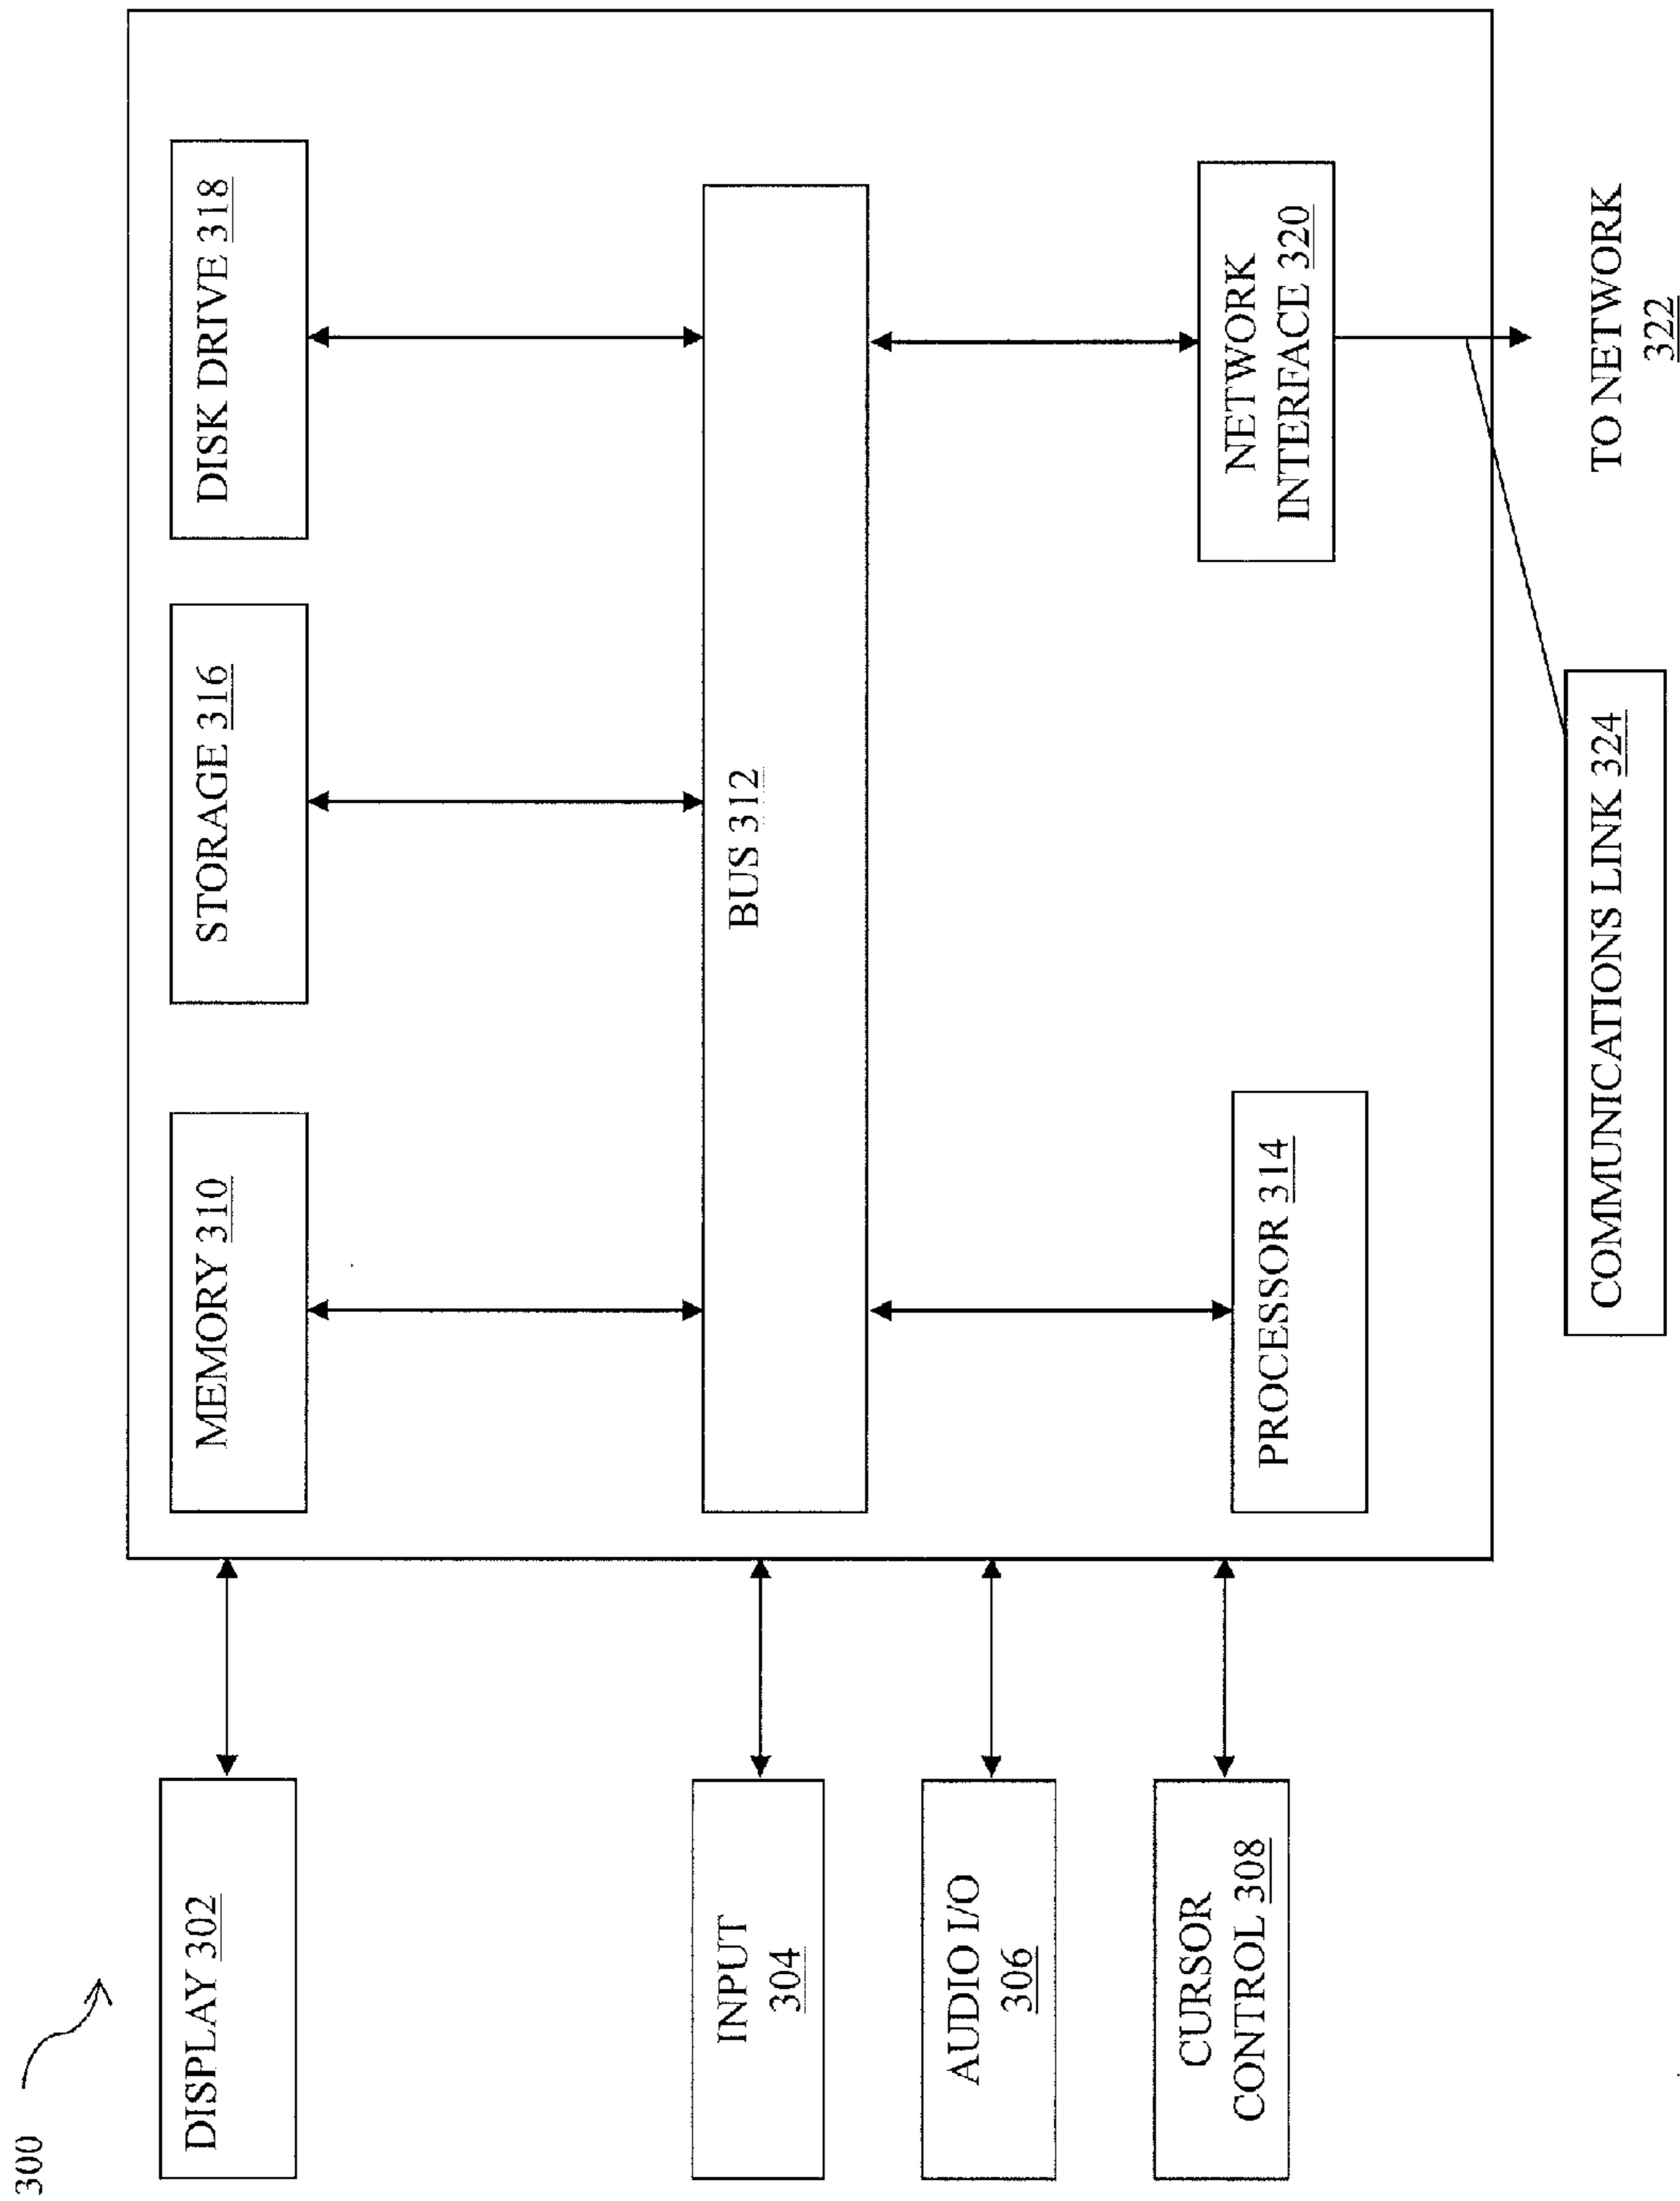 300
DISPLAY 302
INPUT
304
AUDIO I/O
306
CURSOR
CONTROL 308
MEMORY 310
STORAGE 316
DISK DRIVE 318
BUS 312
PROCESSOR 314
NETWORK
INTERFACE 320
COMMUNICATIONS LINK 324
TO NETWORK
322